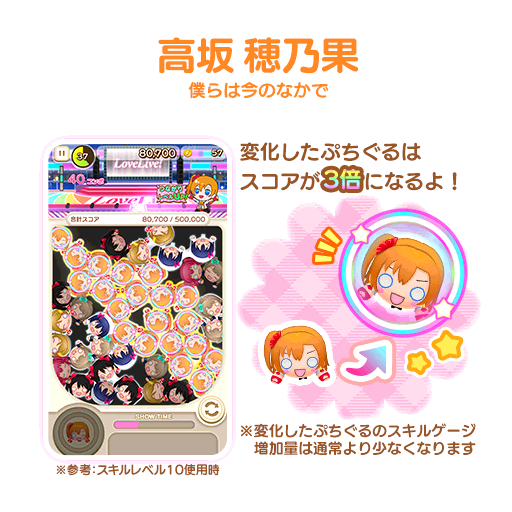 高坂 穂乃果
僕らは今のなかで
37
80,900
57
LoveLive!
40
合計スコア
80,700 / 500,000
SHOW TIME
※参考：スキルレベル10使用時
変化したぷちぐるは
スコアが3倍になるよ！
※変化したぷちぐるのスキルゲージ
増加量は通常より少なくなります